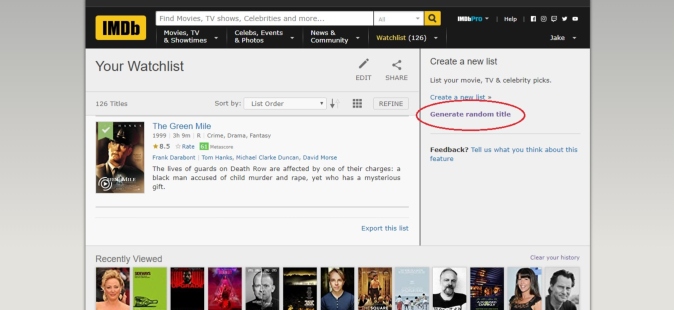 IMDb
Find Movies, TV shows, Celebrities and more...
All
IMDbPro
Help
Movies, TV
& Showtimes
Celebs, Events
& Photos
News &
Community
Watchlist (126)
Jake
Your Watchlist
EDIT
SHARE
126 Titles
Sort by:
List Order
REFINE
The Green Mile
1999 | 3h 9m | R | Crime, Drama, Fantasy
8.5
Rate
61 Metascore
Frank Darabont | Tom Hanks, Michael Clarke Duncan, David Morse
The lives of guards on Death Row are affected by one of their charges: a
black man accused of child murder and rape, yet who has a mysterious
gift.
Export this list
Create a new list
List your movie, TV & celebrity picks.
Create a new list »
Generate random title
Feedback? Tell us what you think about this
feature
Recently Viewed
Clear your history